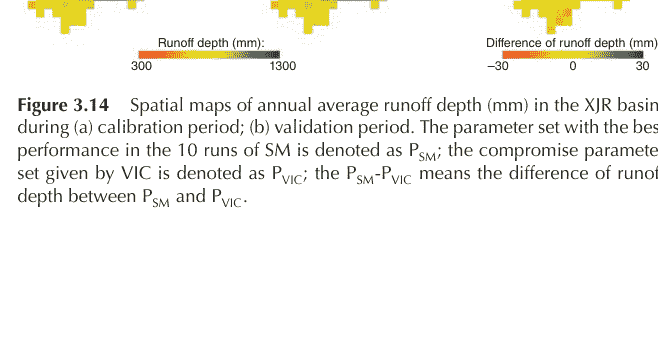 Runoff depth (mm):
300 1300
Difference of runoff depth (mm)
–30 0 30
Figure 3.14 Spatial maps of annual average runoff depth (mm) in the XJR basin
during (a) calibration period; (b) validation period. The parameter set with the bes
performance in the 10 runs of SM is denoted as PSM; the compromise paramete
set given by VIC is denoted as PVIC; the PSM-PVIC means the difference of runof
depth between PSM and PVIC.